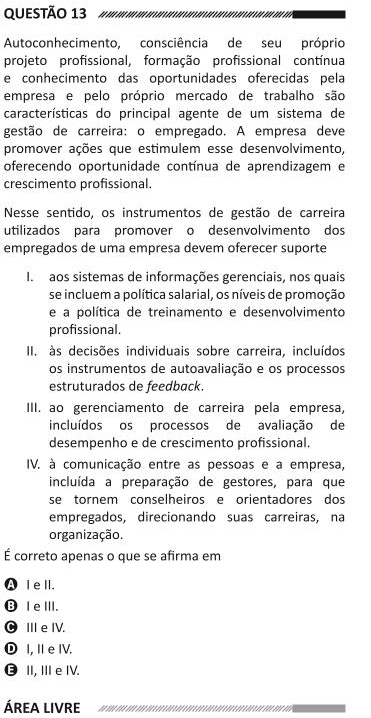 QUESTÃO 13
Autoconhecimento, consciência de seu próprio
projeto profissional, formação profissional contínua
e conhecimento das oportunidades oferecidas pela
empresa e pelo próprio mercado de trabalho são
características do principal agente de um sistema de
gestão de carreira: o empregado. A empresa deve
promover ações que estimulem esse desenvolvimento,
oferecendo oportunidade contínua de aprendizagem e
crescimento profissional.
Nesse sentido, os instrumentos de gestão de carreira
utilizados para promover o desenvolvimento dos
empregados de uma empresa devem oferecer suporte
I. aos sistemas de informações gerenciais, nos quais
se incluem a política salarial, os níveis de promoção
e a política de treinamento e desenvolvimento
profissional.
II. às decisões individuais sobre carreira, incluídos
os instrumentos de autoavaliação e os processos
estruturados de feedback.
III. ao gerenciamento de carreira pela empresa,
incluídos os processos de avaliação de
desempenho e de crescimento profissional.
IV. à comunicação entre as pessoas e a empresa,
incluída a preparação de gestores, para que
se tornem conselheiros e orientadores dos
empregados, direcionando suas carreiras, na
organização.
É correto apenas o que se afirma em
A I e II.
B I e III.
C III e IV.
D I, II e IV.
E II, III e IV.
ÁREA LIVRE